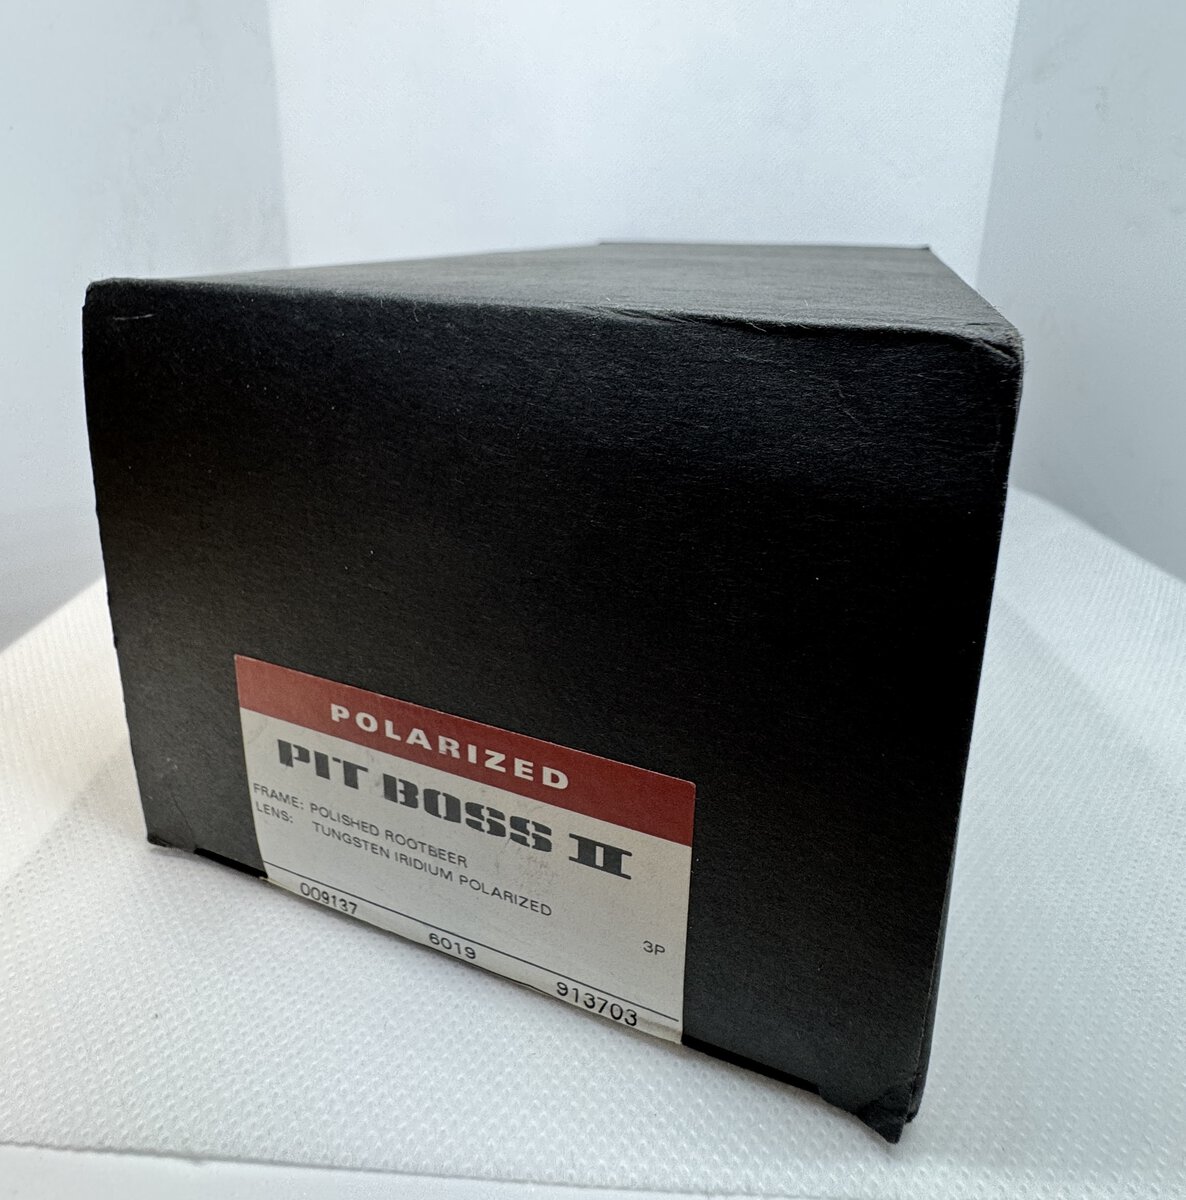 POLARIZED
PIT BOSS II
FRAME: POLISHED ROOTBEER
LENS: TUNGSTEN IRIDIUM POLARIZED
3P
009137 6019 913703